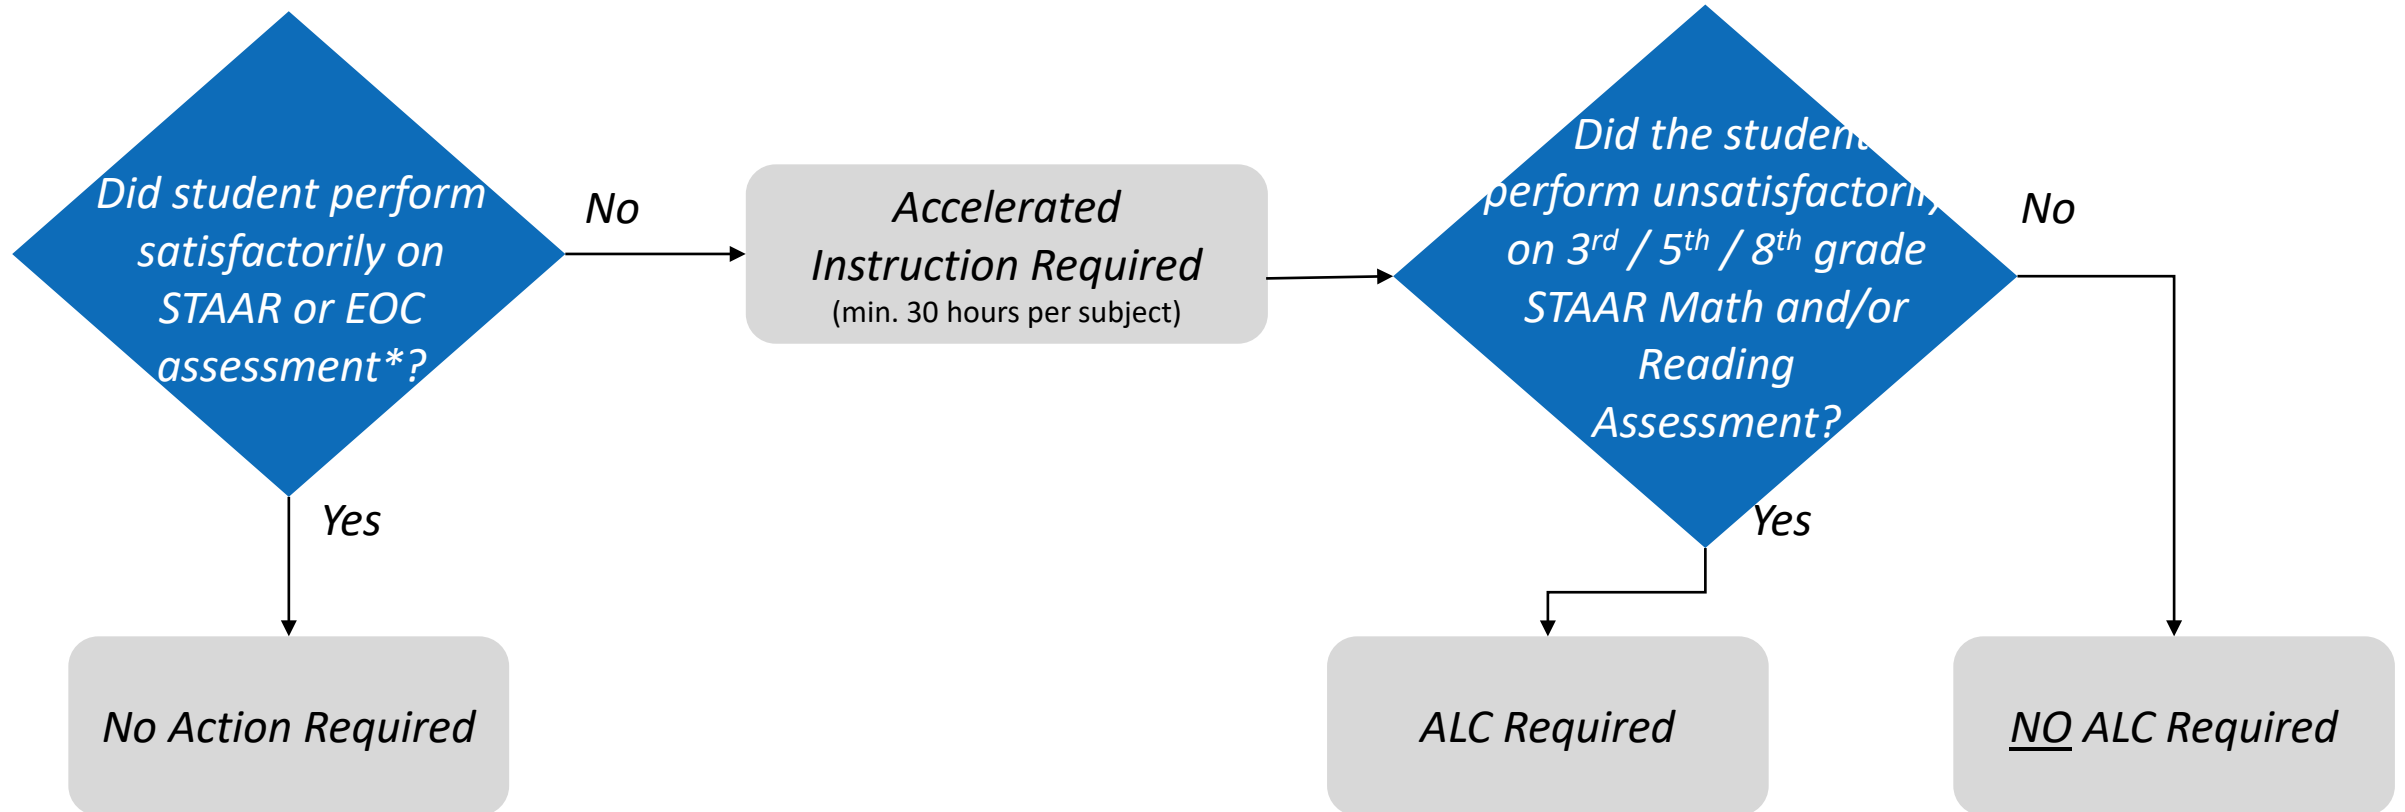 Did student perform
satisfactorily on
STAAR or EOC
assessment*?
No
Yes
No Action Required
Accelerated
Instruction Required
(min. 30 hours per subject)
Did the student
perform unsatisfactorily
on 3rd / 5th / 8th grade
STAAR Math and/or
Reading
Assessment?
No
Yes
ALC Required
NO ALC Required